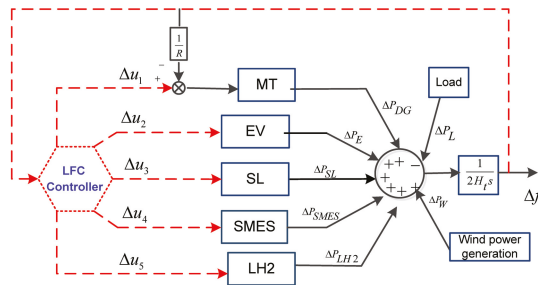 1
R
−
+
Δu₁
MT
ΔP_DG
Load
ΔP_L
Δu₂
EV
ΔP_E
LFC
Controller
Δu₃
SL
ΔP_SL
+ + −
+ + + +
1
2H_t s
Δf
Δu₄
SMES
ΔP_SMES
ΔP_W
Wind power
generation
Δu₅
LH2
ΔP_LH2